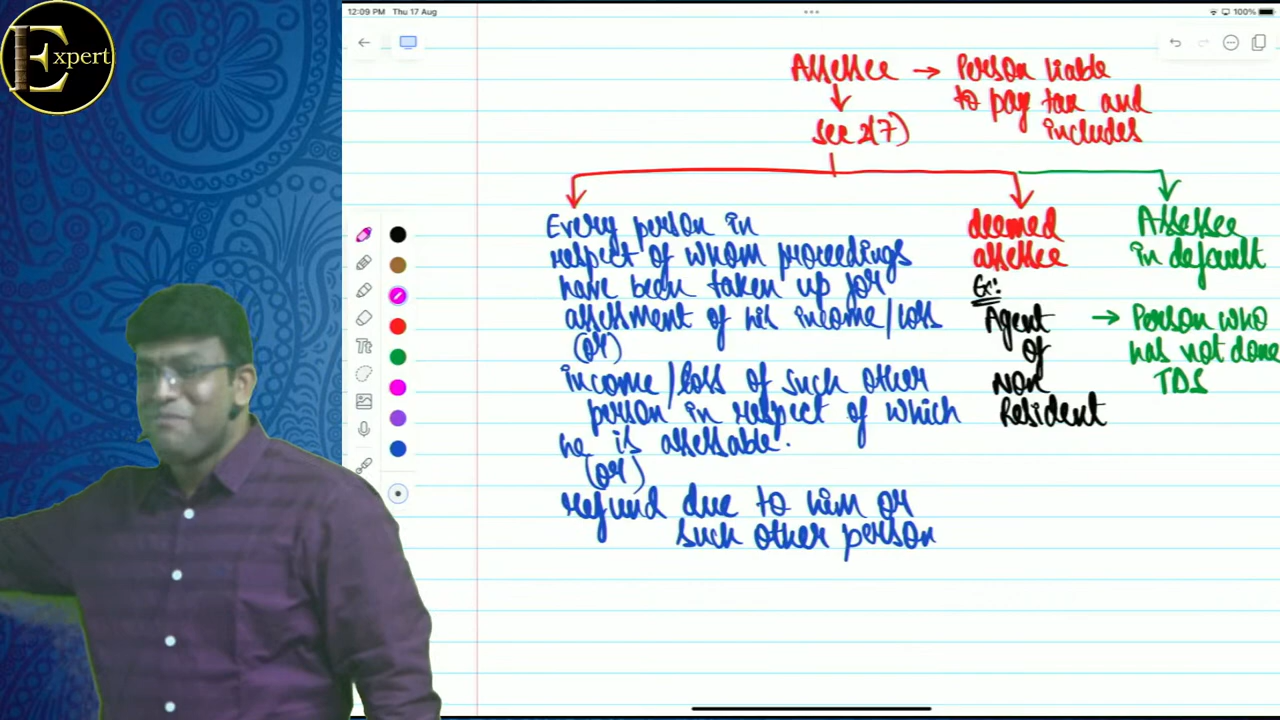 Expert
12:09 PM Thu 17 Aug
100%
Assessee → Person liable
to pay tax and
includes
sec 2(7)
Every person in
respect of whom proceedings
have been taken up for
assessment of his income/loss
(or)
income/loss of such other
person in respect of which
he is assessable.
(or)
refund due to him or
such other person
deemed
assessee
Ex:
Agent
of
Non
Resident
Assessee
in default
→ Person who
has not done
TDS
Tt